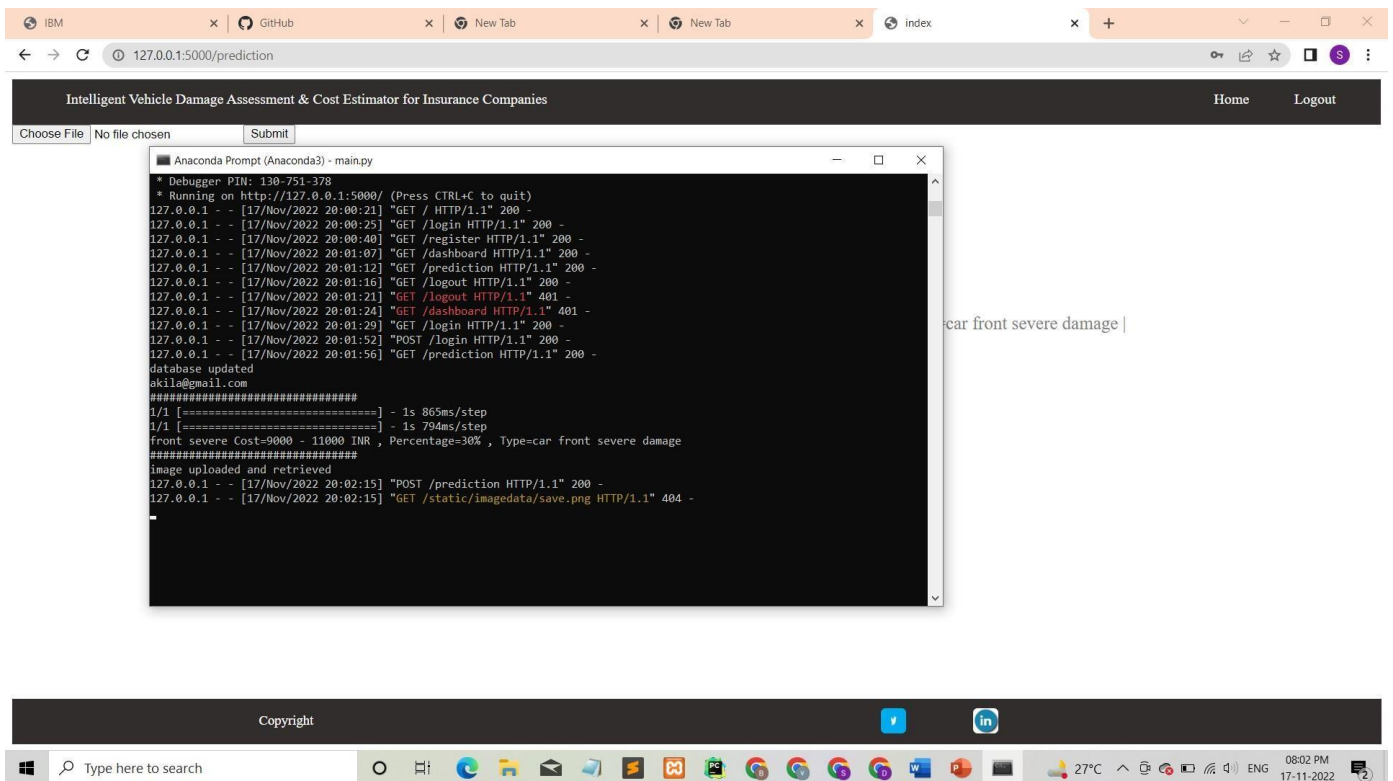 IBM GitHub New Tab New Tab index
127.0.0.1:5000/prediction S
Intelligent Vehicle Damage Assessment & Cost Estimator for Insurance Companies Home Logout
Choose File No file chosen Submit
Anaconda Prompt (Anaconda3) - main.py
* Debugger PIN: 130-751-378
* Running on http://127.0.0.1:5000/ (Press CTRL+C to quit)
127.0.0.1 - - [17/Nov/2022 20:00:21] "GET / HTTP/1.1" 200 -
127.0.0.1 - - [17/Nov/2022 20:00:25] "GET /login HTTP/1.1" 200 -
127.0.0.1 - - [17/Nov/2022 20:00:40] "GET /register HTTP/1.1" 200 -
127.0.0.1 - - [17/Nov/2022 20:01:07] "GET /dashboard HTTP/1.1" 200 -
127.0.0.1 - - [17/Nov/2022 20:01:12] "GET /prediction HTTP/1.1" 200 -
127.0.0.1 - - [17/Nov/2022 20:01:16] "GET /logout HTTP/1.1" 200 -
127.0.0.1 - - [17/Nov/2022 20:01:21] "GET /logout HTTP/1.1" 401 -
127.0.0.1 - - [17/Nov/2022 20:01:24] "GET /dashboard HTTP/1.1" 401 -
127.0.0.1 - - [17/Nov/2022 20:01:29] "GET /login HTTP/1.1" 200 -
127.0.0.1 - - [17/Nov/2022 20:01:52] "POST /login HTTP/1.1" 200 -
127.0.0.1 - - [17/Nov/2022 20:01:56] "GET /prediction HTTP/1.1" 200 -
database updated
akila@gmail.com
################################
1/1 [==============================] - 1s 865ms/step
1/1 [==============================] - 1s 794ms/step
front severe Cost=9000 - 11000 INR , Percentage=30% , Type=car front severe damage
################################
image uploaded and retrieved
127.0.0.1 - - [17/Nov/2022 20:02:15] "POST /prediction HTTP/1.1" 200 -
127.0.0.1 - - [17/Nov/2022 20:02:15] "GET /static/imagedata/save.png HTTP/1.1" 404 -
=car front severe damage |
Copyright in
Type here to search 27°C ENG 08:02 PM
17-11-2022 2